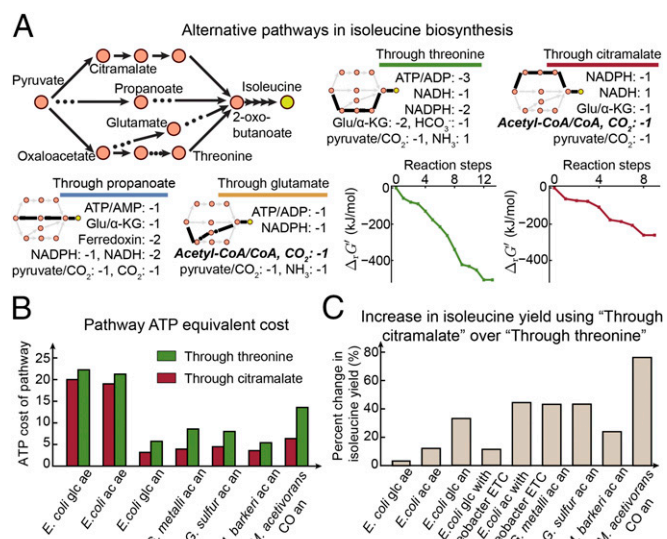 A
Alternative pathways in isoleucine biosynthesis
Citramalate
Pyruvate
Propanoate
Isoleucine
Glutamate
2-oxo-
butanoate
Oxaloacetate
Threonine
Through threonine
ATP/ADP: -3
NADH: -1
NADPH: -2
Glu/α-KG: -2, HCO₃⁻: -1
pyruvate/CO₂: -1, NH₃: 1
Through citramalate
NADPH: -1
NADH: 1
Glu/α-KG: -1
Acetyl-CoA/CoA, CO₂: -1
pyruvate/CO₂: -1
Through propanoate
ATP/AMP: -1
Glu/α-KG: -1
Ferredoxin: -2
NADPH: -1, NADH: -2
pyruvate/CO₂: -1, CO₂: -1
Through glutamate
ATP/ADP: -1
NADPH: -1
Acetyl-CoA/CoA, CO₂: -1
pyruvate/CO₂: -1, NH₃: -1
Reaction steps
0 4 8 12
ΔᵣG′ (kJ/mol)
0
−200
−400
Reaction steps
0 4 8
ΔᵣG′ (kJ/mol)
0
−200
−400
B
Pathway ATP equivalent cost
ATP cost of pathway
25
20
15
10
5
0
Through threonine
Through citramalate
E. coli glc ae
E.coli ac ae
E.coli glc an
G. metalli ac an
G. sulfur ac an
M. barkeri ac an
M. acetivorans
CO an
C
Increase in isoleucine yield using “Through
citramalate” over “Through threonine”
Percent change in
isoleucine yield (%)
80
60
40
20
0
E. coli glc ae
E.coli ac ae
E.coli glc an
E.coli glc with
ETC
E.coli ac with
ETC
G. metalli ac an
G. sulfur ac an
M. barkeri ac an
M. acetivorans
CO an